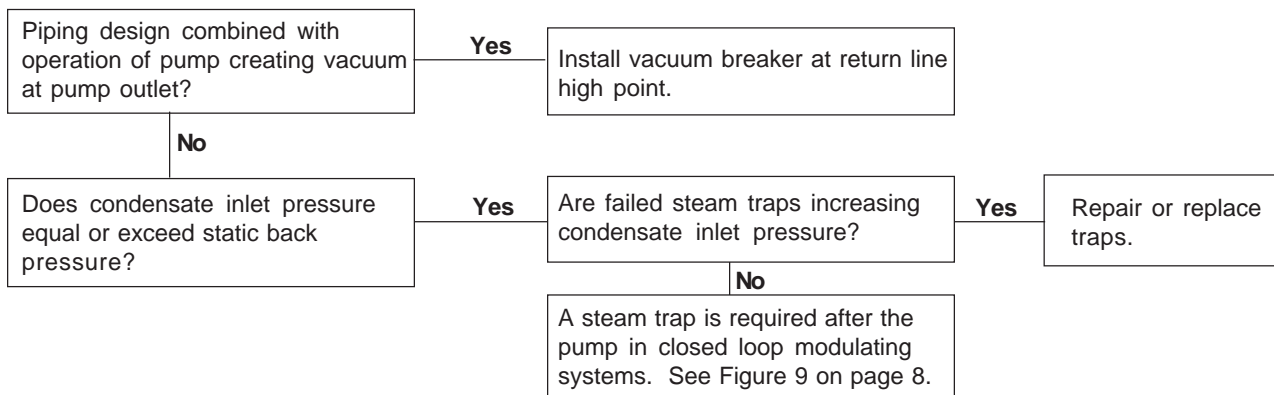 Piping design combined with
operation of pump creating vacuum
at pump outlet?
Yes
Install vacuum breaker at return line
high point.
No
Does condensate inlet pressure
equal or exceed static back
pressure?
Yes
Are failed steam traps increasing
condensate inlet pressure?
Yes
Repair or replace
traps.
No
A steam trap is required after the
pump in closed loop modulating
systems. See Figure 9 on page 8.